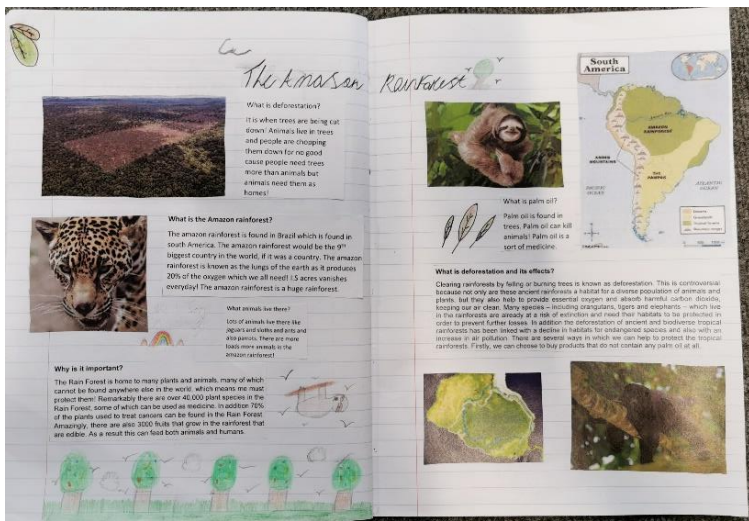 The Amason Rainforest
What is deforestation?
It is when trees are being cut
down! Animals live in trees
and people are chopping
them down for no good
cause people need trees
more than animals but
animals need them as
homes!
What is the Amazon rainforest?
The amazon rainforest is found in Brazil which is found in
south America. The amazon rainforest would be the 9th
biggest country in the world, if it was a country. The amazon
rainforest is known as the lungs of the earth as it produces
20% of the oxygen which we all need! 1.5 acres vanishes
everyday! The amazon rainforest is a huge rainforest.
What animals live there?
Lots of animals live there like
jaguars and sloths and ants and
also parrots. There are more
loads more animals in the
amazon rainforest!
Why is it important?
The Rain Forest is home to many plants and animals, many of which
cannot be found anywhere else in the world, which means me must
protect them! Remarkably there are over 40,000 plant species in the
Rain Forest, some of which can be used as medicine. In addition 70%
of the plants used to treat cancers can be found in the Rain Forest.
Amazingly, there are also 3000 fruits that grow in the rainforest that
are edible. As a result this can feed both animals and humans.
South
America
AMAZON
RAINFOREST
ANDES
MOUNTAINS
THE
PAMPAS
PACIFIC
OCEAN
ATLANTIC
OCEAN
What is palm oil?
Palm oil is found in
trees. Palm oil can kill
animals! Palm oil is a
sort of medicine.
What is deforestation and its effects?
Clearing rainforests by felling or burning trees is known as deforestation. This is controversial
because not only are these ancient rainforests a habitat for a diverse population of animals and
plants, but they also help to provide essential oxygen and absorb harmful carbon dioxide,
keeping our air clean. Many species – including orangutans, tigers and elephants – which live
in the rainforests are already at a risk of extinction and need their habitats to be protected in
order to prevent further losses. In addition the deforestation of ancient and biodiverse tropical
rainforests has been linked with a decline in habitats for endangered species and also with an
increase in air pollution. There are several ways in which we can help to protect the tropical
rainforests. Firstly, we can choose to buy products that do not contain any palm oil at all.